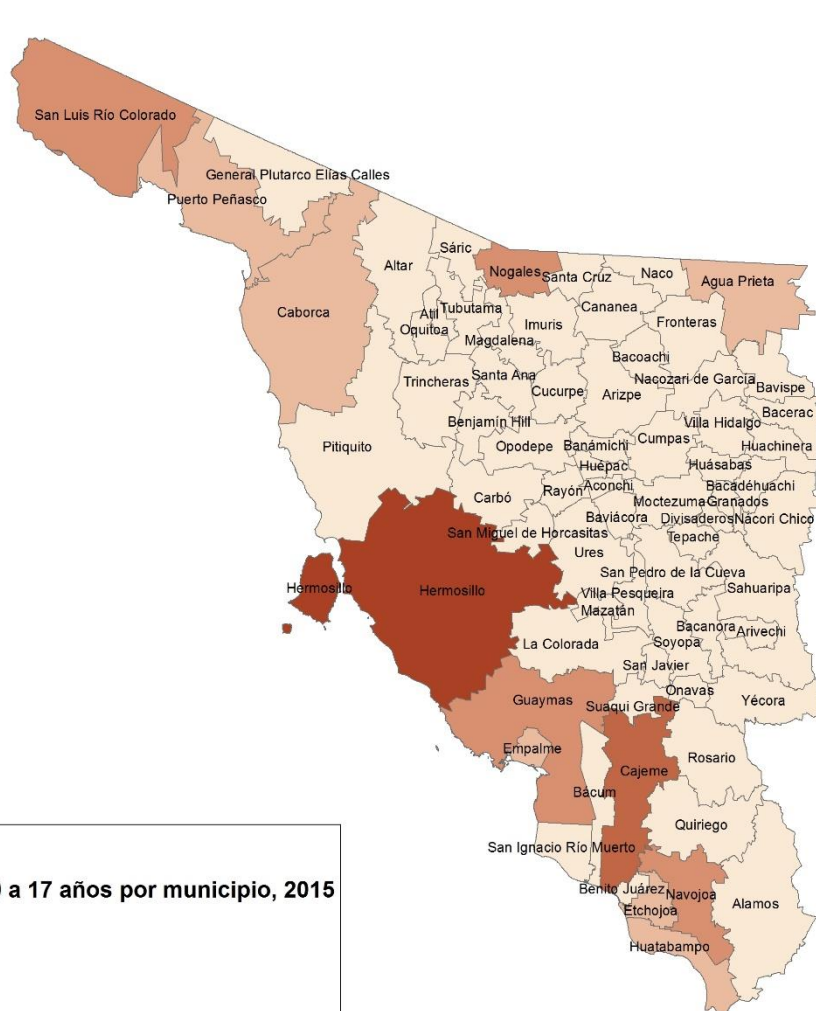 San Luis Río Colorado
General Plutarco Elías Calles
Puerto Peñasco
Sáric
Altar
Nogales
Santa Cruz
Naco
Agua Prieta
Caborca
Atil
Tubutama
Cananea
Oquitoa
Imuris
Fronteras
Magdalena
Bacoachi
Trincheras
Santa Ana
Nacozari de García
Cucurpe
Arizpe
Bavispe
Bacerac
Benjamín Hill
Villa Hidalgo
Pitiquito
Opodepe
Banámichi
Cumpas
Huachinera
Huépac
Huásabas
Carbó
Rayón
Aconchi
Bacadéhuachi
Moctezuma
Granados
Baviácora
Divisaderos
Nácori Chico
San Miguel de Horcasitas
Tepache
Ures
San Pedro de la Cueva
Hermosillo
Hermosillo
Villa Pesqueira
Sahuaripa
Mazatán
Bacanora
Arivechi
La Colorada
Soyopa
San Javier
Onavas
Guaymas
Suaqui Grande
Yécora
Empalme
Rosario
Cajeme
Bácum
Quiriego
San Ignacio Río Muerto
Benito Juárez
Navojoa
Etchojoa
Alamos
Huatabampo
a 17 años por municipio, 2015